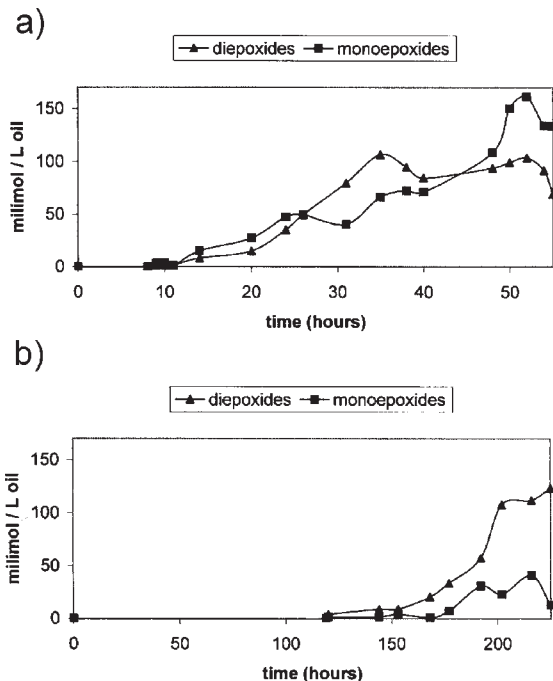 a)
diepoxides monoepoxides
milimol / L oil
150
100
50
0
0 10 20 30 40 50
time (hours)
b)
diepoxides monoepoxides
milimol / L oil
150
100
50
0
0 50 100 150 200
time (hours)